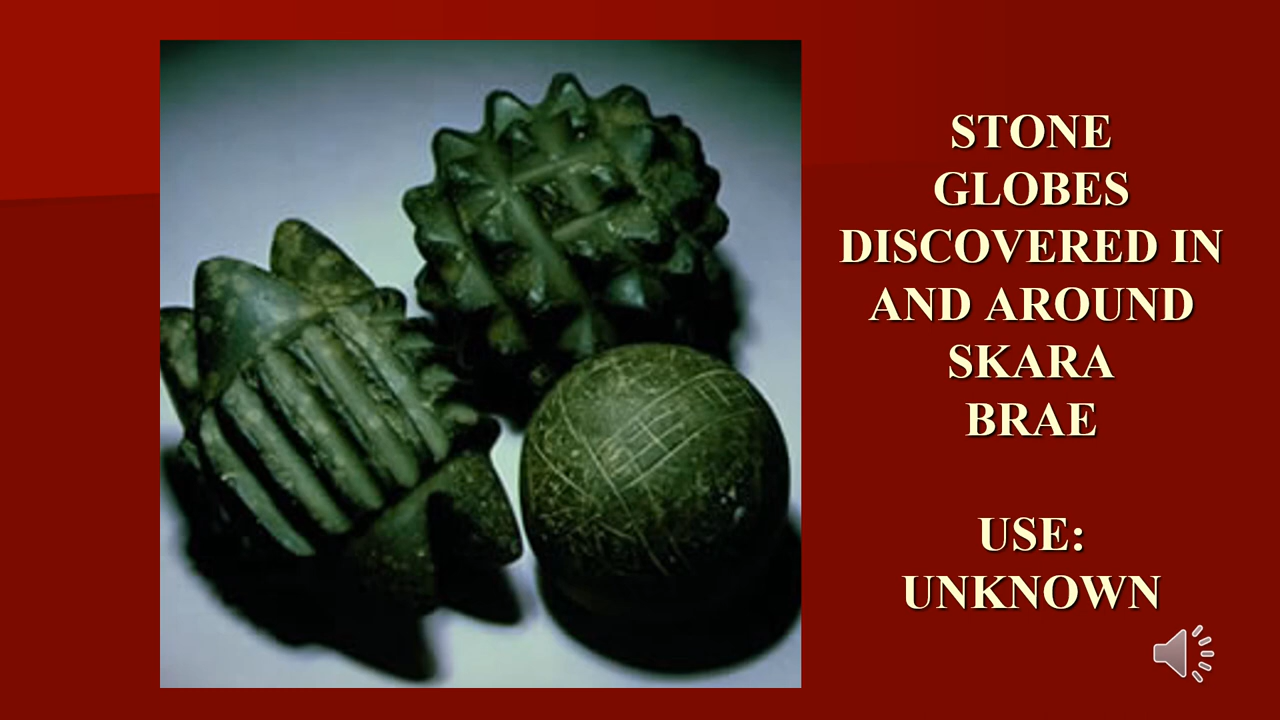 STONE
GLOBES
DISCOVERED IN
AND AROUND
SKARA
BRAE
USE:
UNKNOWN